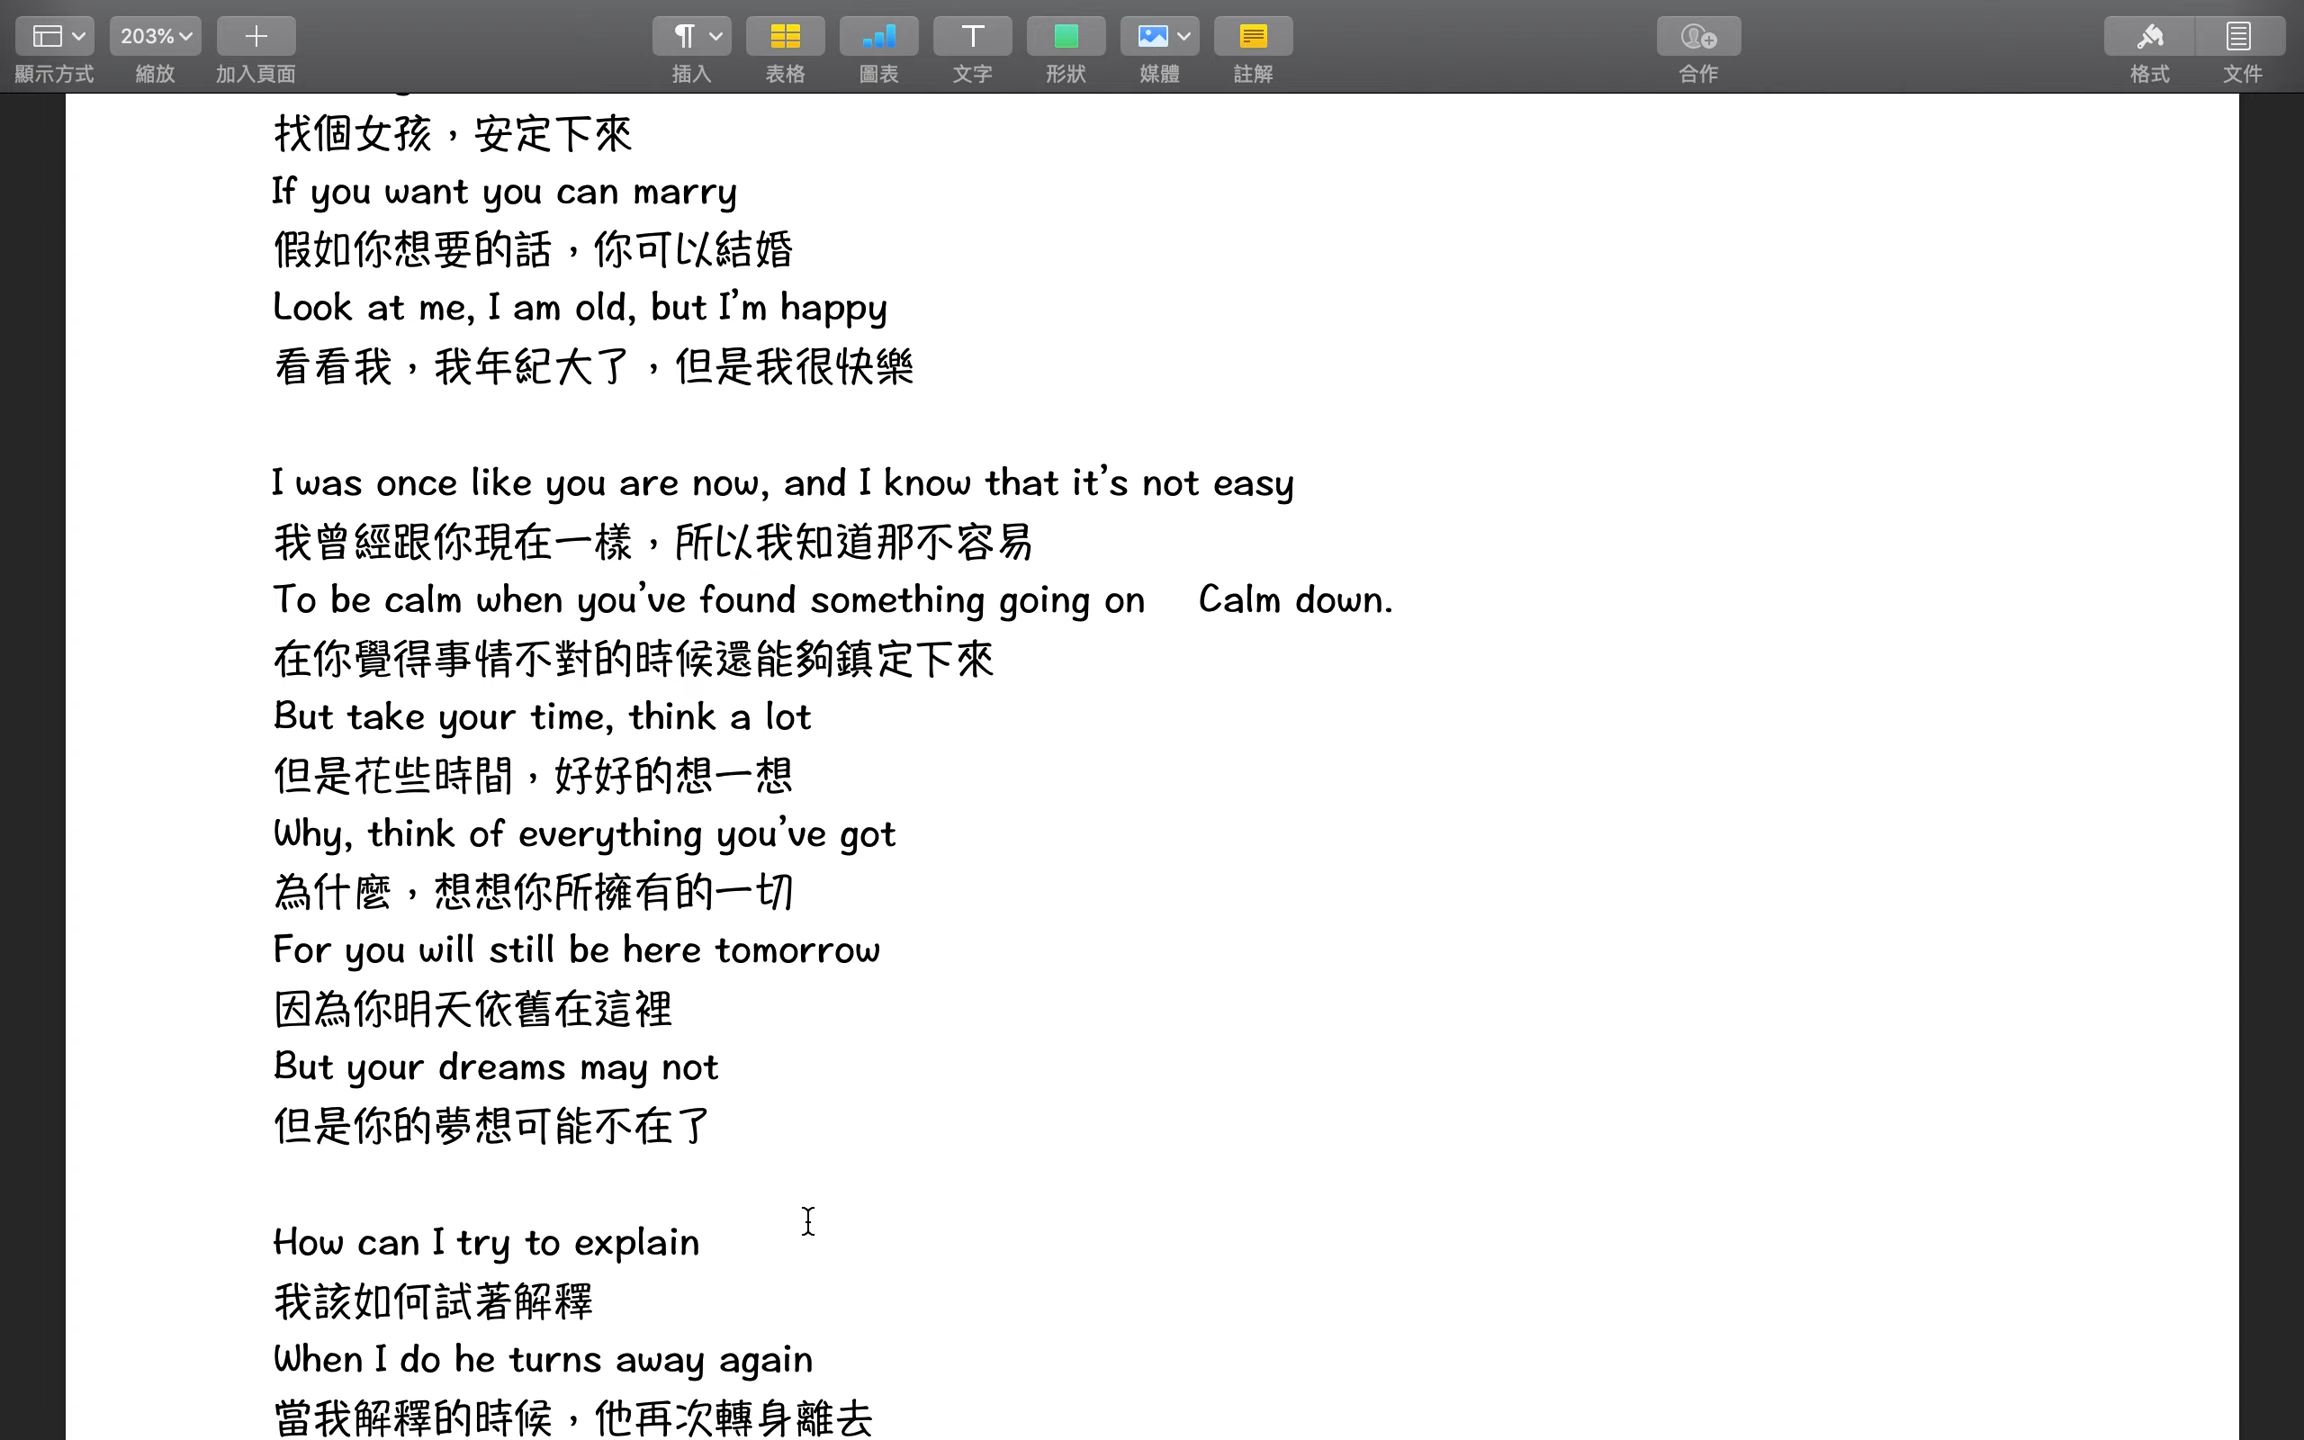 顯示方式 203% 縮放 加入頁面 插入 表格 圖表 文字 形狀 媒體 註解 合作 格式 文件
找個女孩，安定下來
If you want you can marry
假如你想要的話，你可以結婚
Look at me, I am old, but I’m happy
看看我，我年紀大了，但是我很快樂
I was once like you are now, and I know that it’s not easy
我曾經跟你現在一樣，所以我知道那不容易
To be calm when you’ve found something going on Calm down.
在你覺得事情不對的時候還能夠鎮定下來
But take your time, think a lot
但是花些時間，好好的想一想
Why, think of everything you’ve got
為什麼，想想你所擁有的一切
For you will still be here tomorrow
因為你明天依舊在這裡
But your dreams may not
但是你的夢想可能不在了
How can I try to explain
我該如何試著解釋
When I do he turns away again
當我解釋的時候，他再次轉身離去